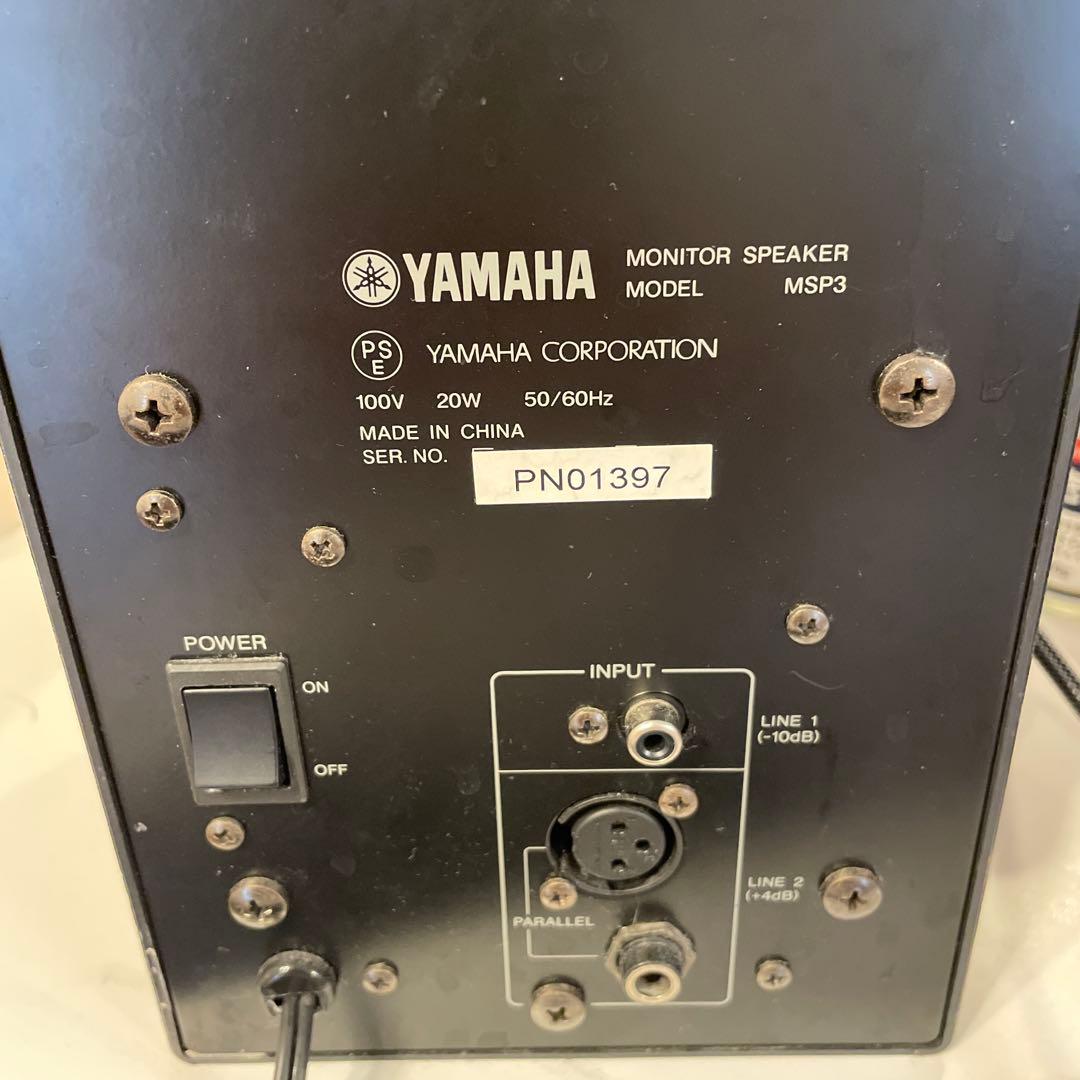 YAMAHA
MONITOR SPEAKER
MODEL MSP3
PSE YAMAHA CORPORATION
100V 20W 50/60Hz
MADE IN CHINA
SER. NO. PN01397
POWER
ON
OFF
INPUT
LINE 1
(-10dB)
LINE 2
(+4dB)
PARALLEL